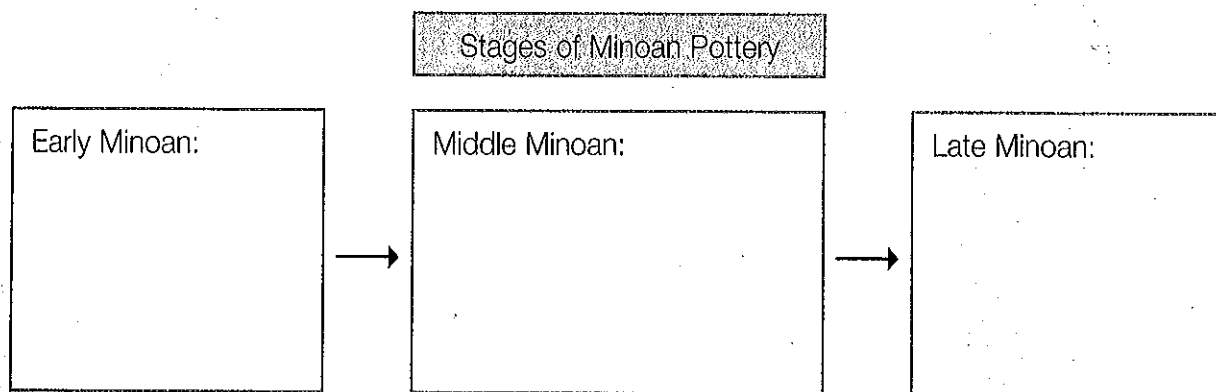 Stages of Minoan Pottery
Early Minoan:
Middle Minoan:
Late Minoan: